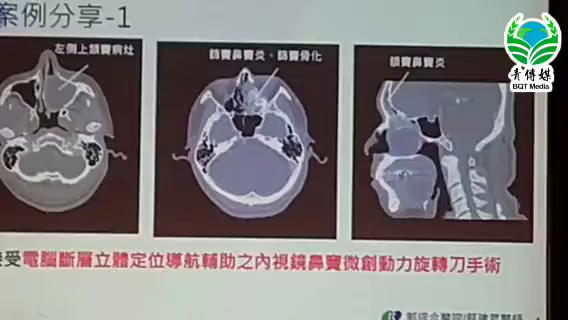 案例分享-1
左側上頜竇病灶
篩竇鼻竇炎、篩竇骨化
額竇鼻竇炎
受電腦斷層立體定位導航輔助之內視鏡鼻竇微創動力旋轉刀手術
青傳媒
BQT Media